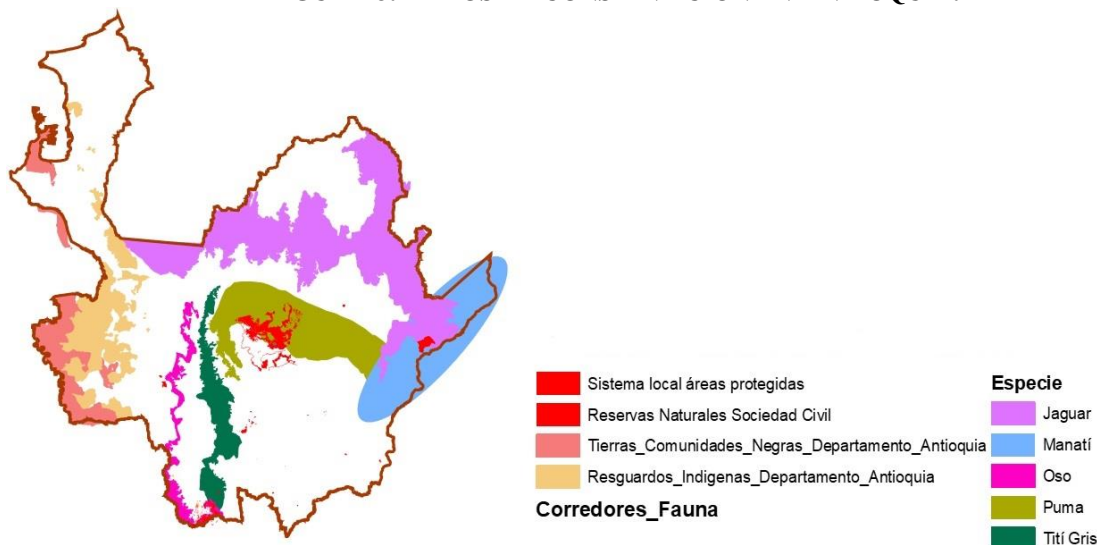 Sistema local áreas protegidas
Reservas Naturales Sociedad Civil
Tierras_Comunidades_Negras_Departamento_Antioquia
Resguardos_Indigenas_Departamento_Antioquia
Corredores_Fauna
Especie
Jaguar
Manatí
Oso
Puma
Tití Gris